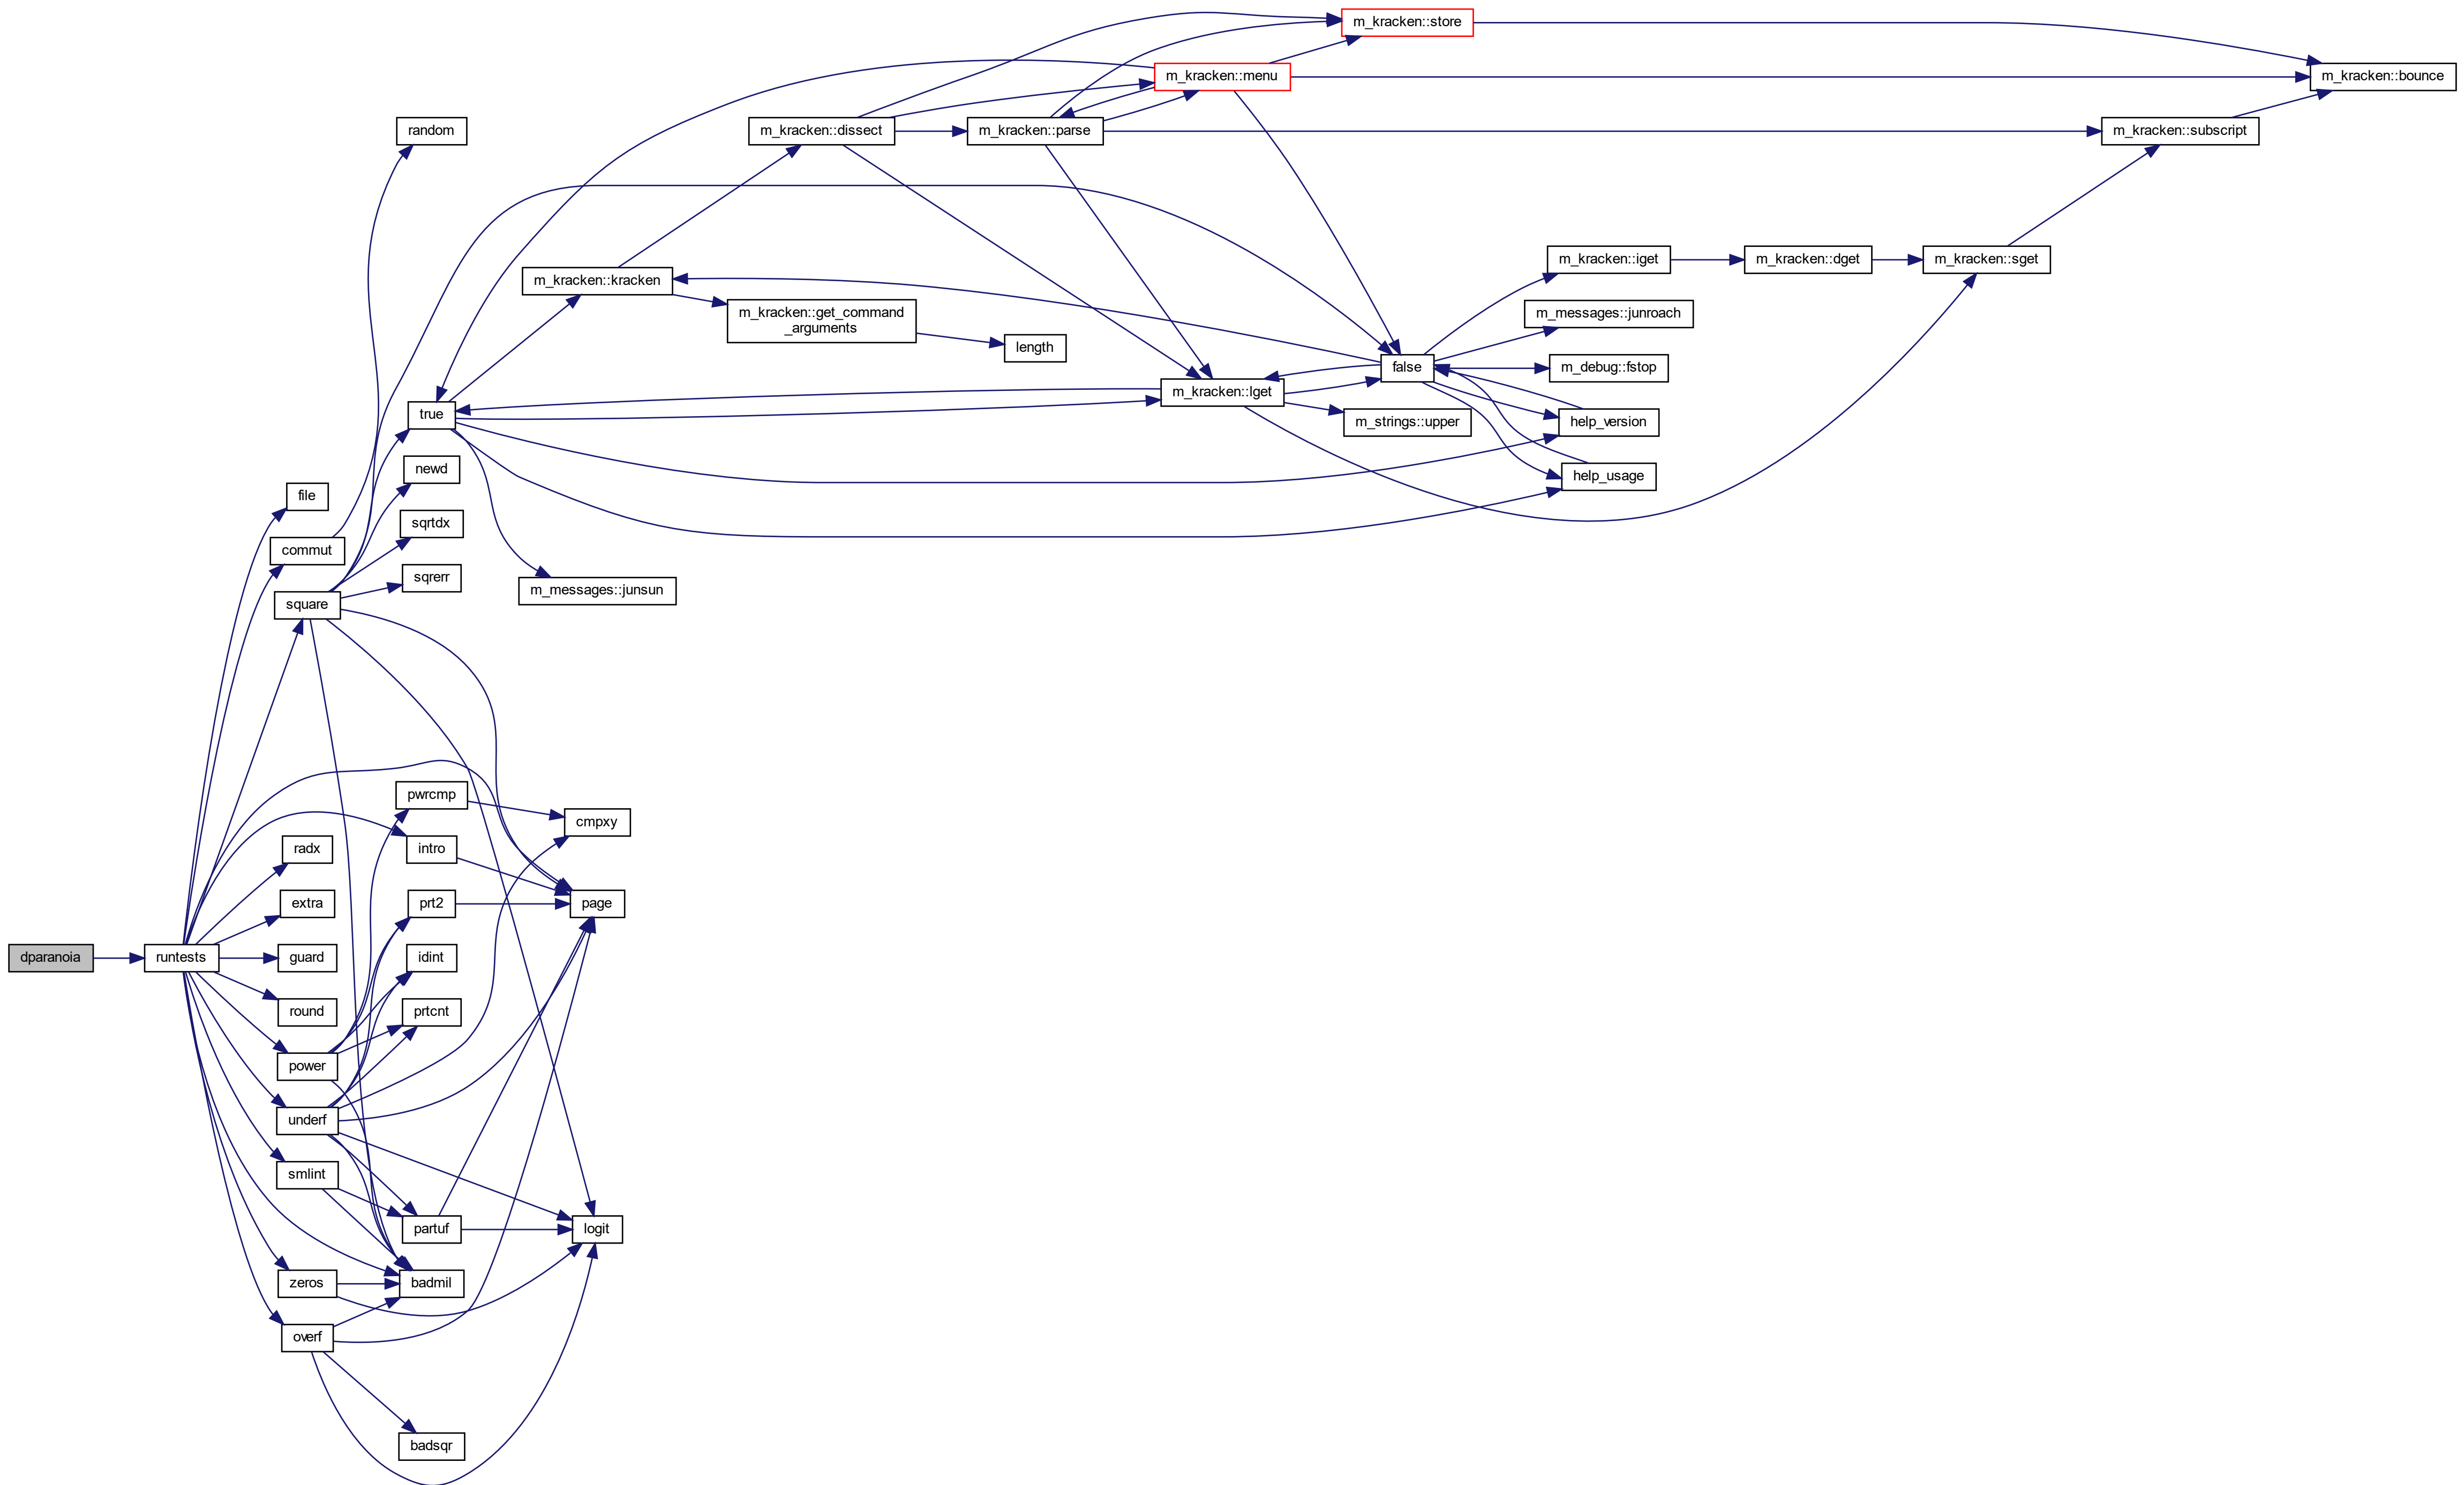 m_kracken::store
m_kracken::menu
m_kracken::bounce
random
m_kracken::dissect
m_kracken::parse
m_kracken::subscript
m_kracken::iget
m_kracken::dget
m_kracken::sget
m_kracken::kracken
m_kracken::get_command
_arguments
m_messages::junroach
length
false
m_debug::fstop
m_kracken::lget
true
m_strings::upper
help_version
newd
help_usage
file
sqrtdx
commut
sqrerr
m_messages::junsun
square
pwrcmp
cmpxy
radx
intro
extra
prt2
page
dparanoia
runtests
guard
idint
round
prtcnt
power
underf
smlint
partuf
logit
zeros
badmil
overf
badsqr